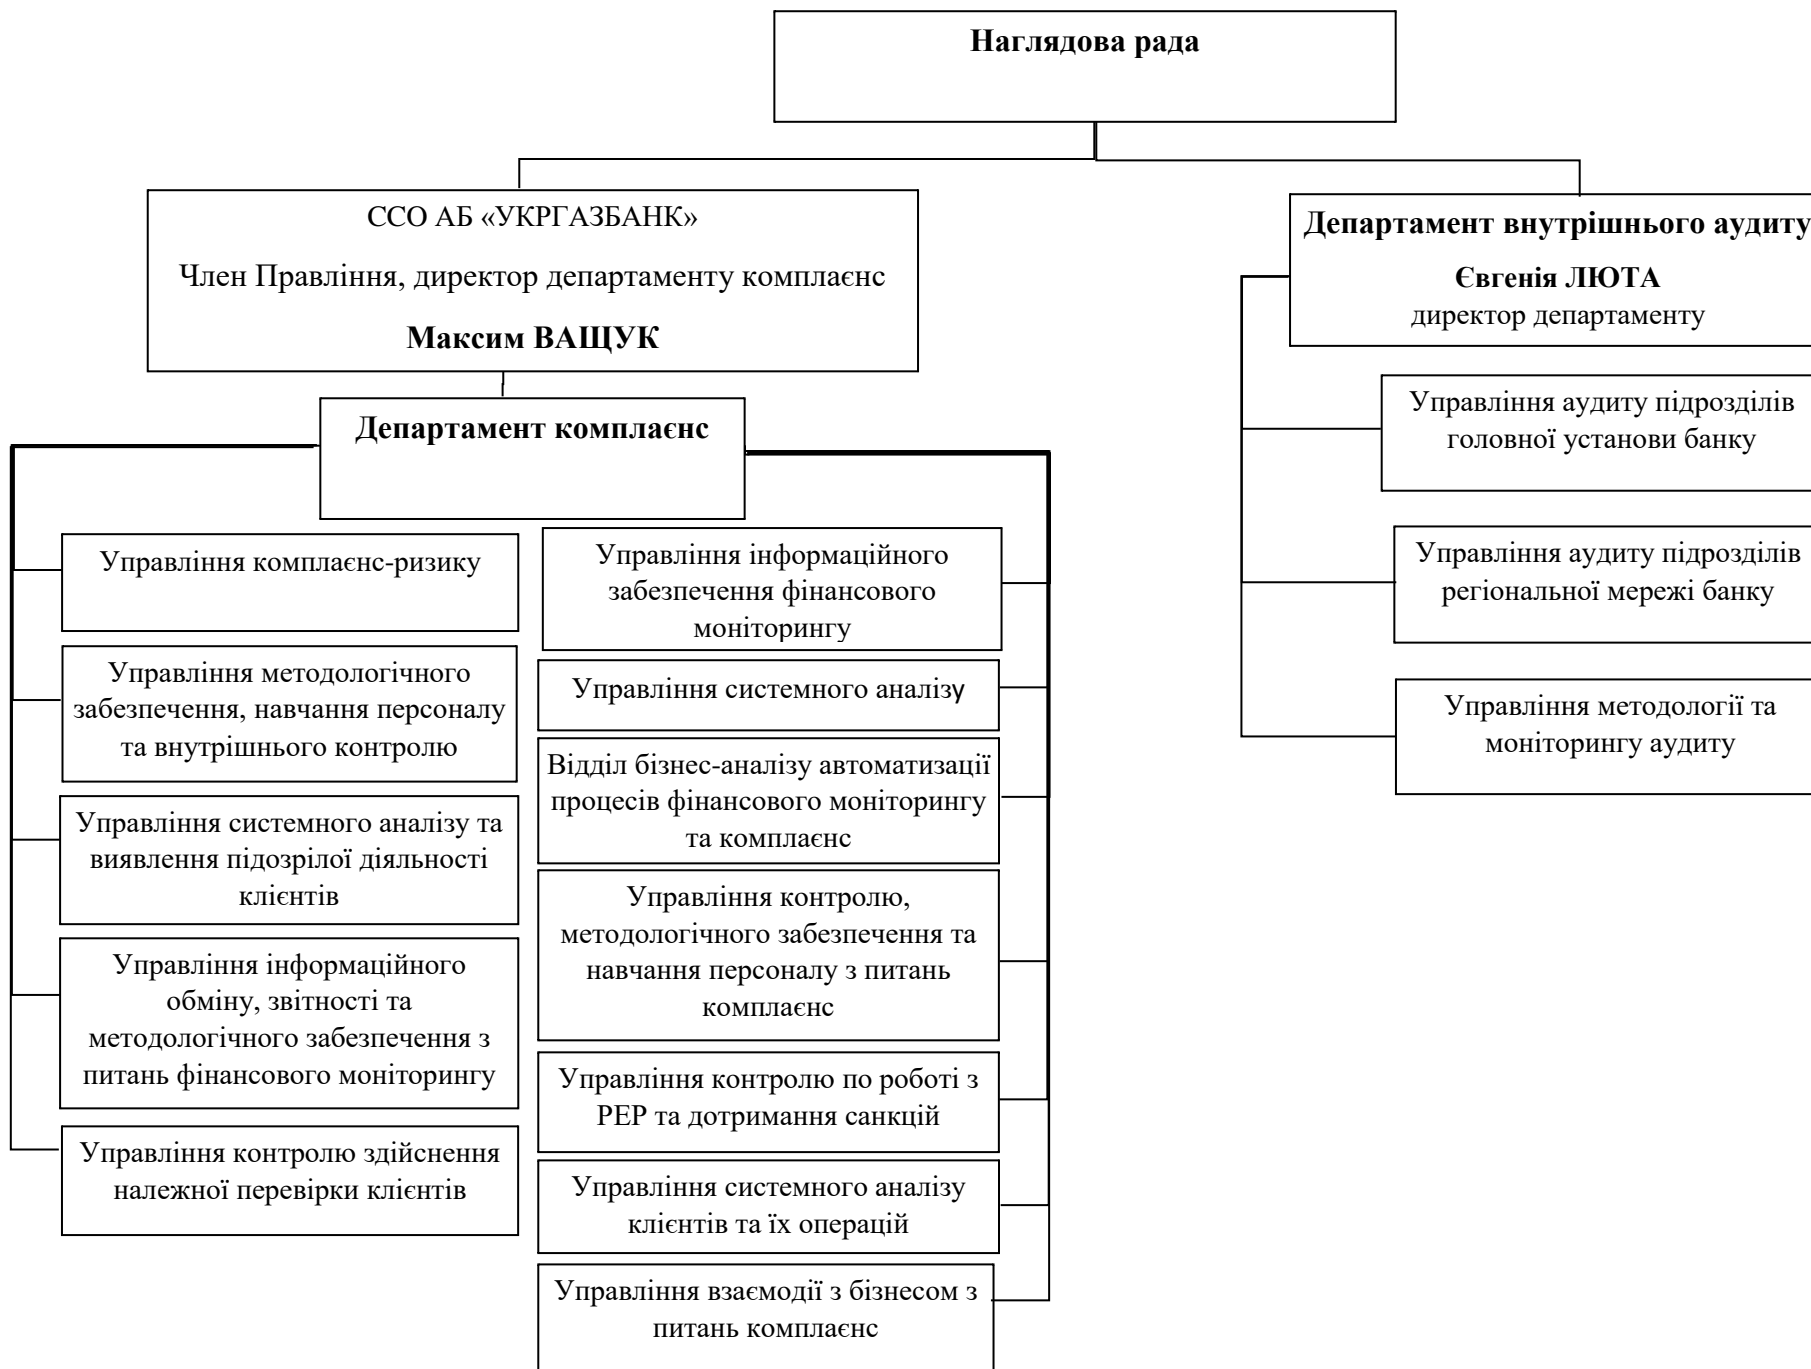 Наглядова рада
ССО АБ «УКРГАЗБАНК»
Член Правління, директор департаменту комплаєнс
Максим ВАЩУК
Департамент внутрішнього аудиту
Євгенія ЛЮТА
директор департаменту
Департамент комплаєнс
Управління комплаєнс-ризику
Управління методологічного
забезпечення, навчання персоналу
та внутрішнього контролю
Управління системного аналізу та
виявлення підозрілої діяльності
клієнтів
Управління інформаційного
обміну, звітності та
методологічного забезпечення з
питань фінансового моніторингу
Управління контролю здійснення
належної перевірки клієнтів
Управління інформаційного
забезпечення фінансового
моніторингу
Управління системного аналізу
Відділ бізнес-аналізу автоматизації
процесів фінансового моніторингу
та комплаєнс
Управління контролю,
методологічного забезпечення та
навчання персоналу з питань
комплаєнс
Управління контролю по роботі з
РЕР та дотримання санкцій
Управління системного аналізу
клієнтів та їх операцій
Управління взаємодії з бізнесом з
питань комплаєнс
Управління аудиту підрозділів
головної установи банку
Управління аудиту підрозділів
регіональної мережі банку
Управління методології та
моніторингу аудиту